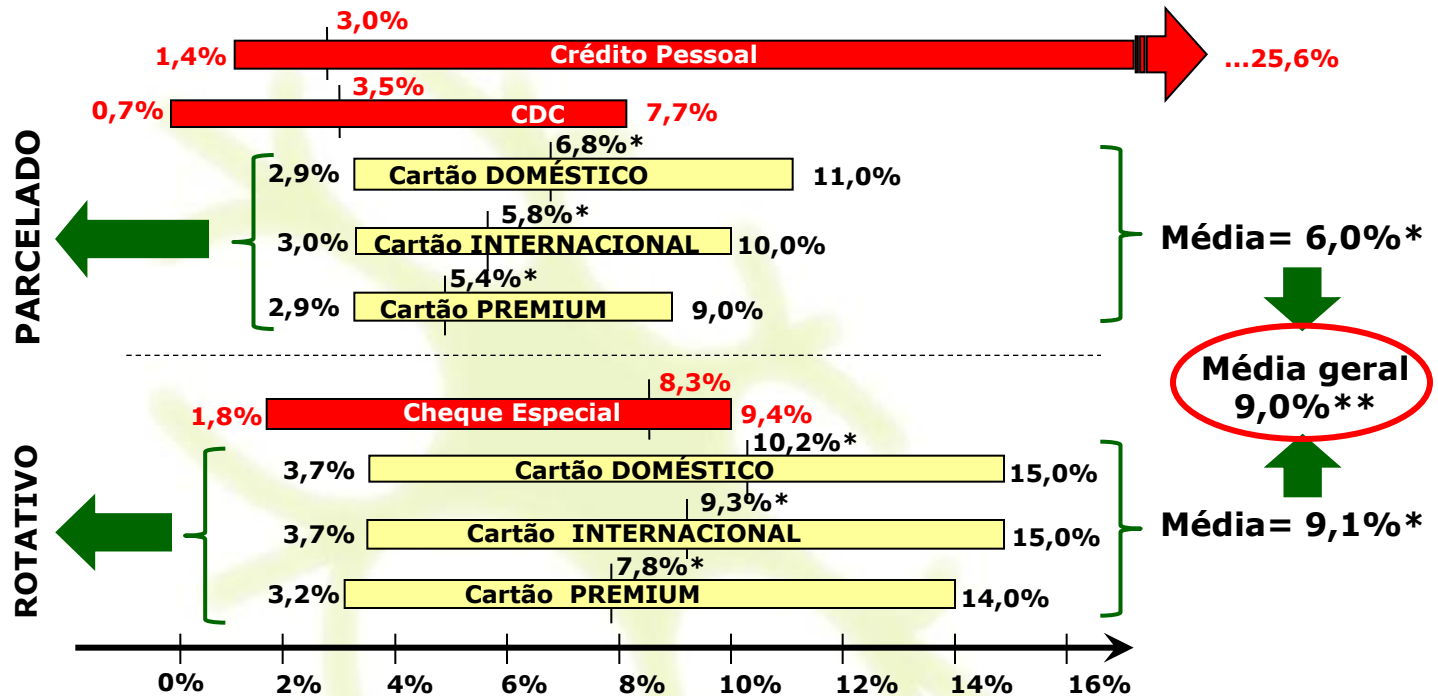 3,0%
1,4%
Crédito Pessoal
...25,6%
3,5%
0,7%
CDC
7,7%
PARCELADO
6,8%*
2,9%
Cartão DOMÉSTICO
11,0%
5,8%*
3,0%
Cartão INTERNACIONAL
10,0%
Média= 6,0%*
5,4%*
2,9%
Cartão PREMIUM
9,0%
Média geral
9,0%**
8,3%
1,8%
Cheque Especial
9,4%
ROTATIVO
10,2%*
3,7%
Cartão DOMÉSTICO
15,0%
9,3%*
3,7%
Cartão INTERNACIONAL
15,0%
Média= 9,1%*
7,8%*
3,2%
Cartão PREMIUM
14,0%
0% 2% 4% 6% 8% 10% 12% 14% 16%